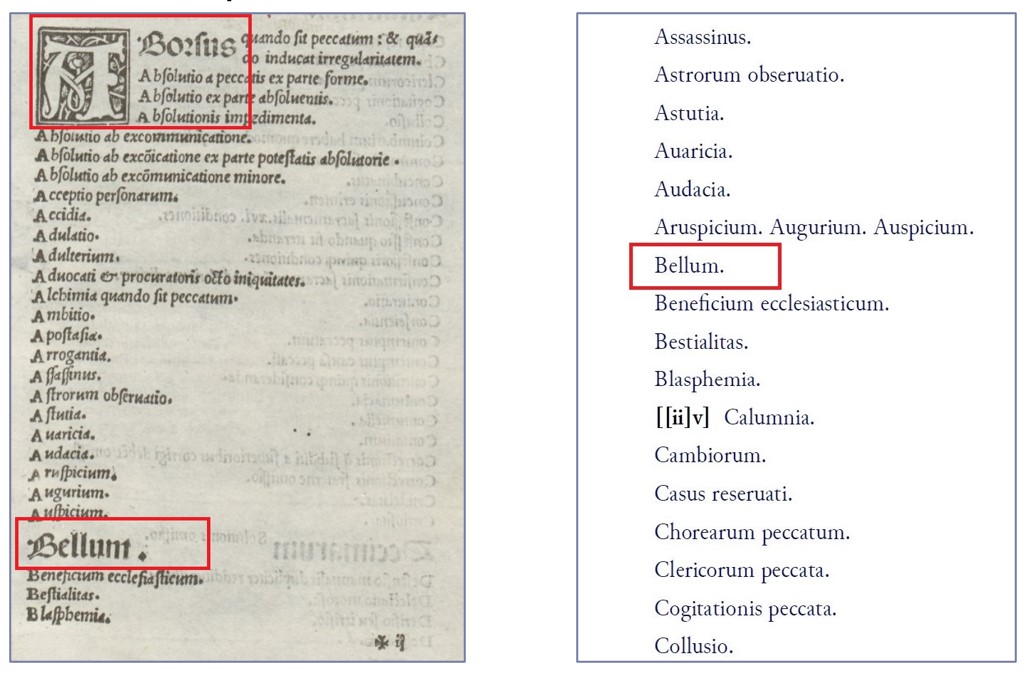 ABorsus quando sit peccatum : & quãdo inducat irregularitatem.
Absolutio a peccatis ex parte forme.
Absolutio ex parte absoluentis.
Absolutionis impedimenta.
Absolutio ab excommunicatione.
Absolutio ab excõicatione ex parte potestatis absolutorie .
Absolutio ab excõmunicatione minore.
Acceptio personarum.
Accidia.
Adulatio.
Adulterium.
Aduocati & procuratoris octo iniquitates.
Alchimia quando sit peccatum.
Ambitio.
Apostasia.
Arrogantia.
Assassinus.
Astrorum obseruatio.
Astutia.
Auaricia.
Audacia.
Aruspicium.
Augurium.
Auspicium.
Bellum .
Beneficium ecclesiasticum.
Bestialitas.
Blasphemia.
✠ ij
Assassinus.
Astrorum obseruatio.
Astutia.
Auaricia.
Audacia.
Aruspicium. Augurium. Auspicium.
Bellum.
Beneficium ecclesiasticum.
Bestialitas.
Blasphemia.
[[ii]v] Calumnia.
Cambiorum.
Casus reseruati.
Chorearum peccatum.
Clericorum peccata.
Cogitationis peccata.
Collusio.